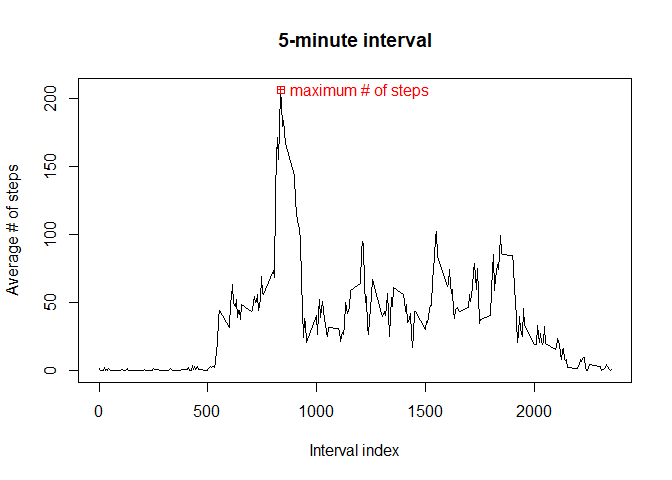 5-minute interval
maximum # of steps
Average # of steps
200
150
100
50
0
0 500 1000 1500 2000
Interval index